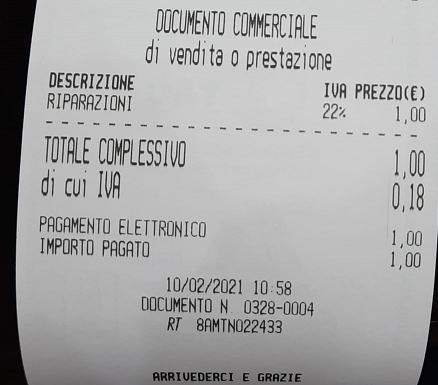 DOCUMENTO COMMERCIALE
di vendita o prestazione
DESCRIZIONE IVA PREZZO(€)
RIPARAZIONI 22% 1,00
TOTALE COMPLESSIVO 1,00
di cui IVA 0,18
PAGAMENTO ELETTRONICO 1,00
IMPORTO PAGATO 1,00
10/02/2021 10:58
DOCUMENTO N. 0328-0004
RT 8AMTN022433
ARRIVEDERCI E GRAZIE